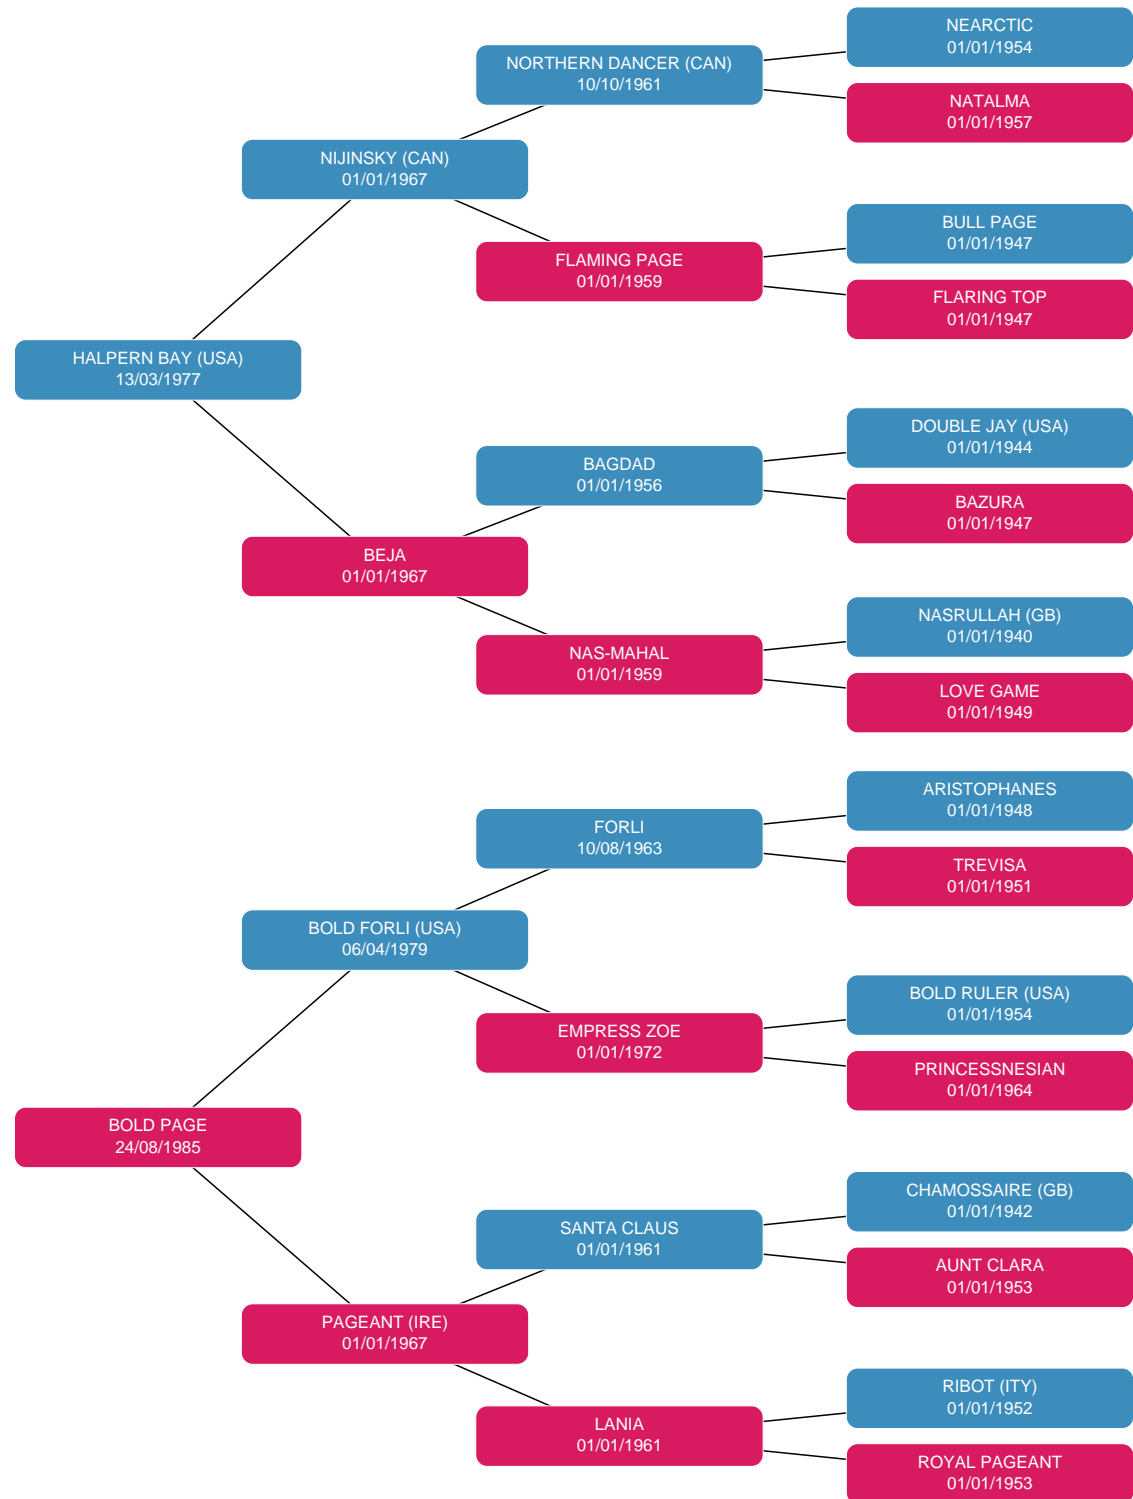 NEARCTIC
01/01/1954
NORTHERN DANCER (CAN)
10/10/1961
NATALMA
01/01/1957
NIJINSKY (CAN)
01/01/1967
BULL PAGE
01/01/1947
FLAMING PAGE
01/01/1959
FLARING TOP
01/01/1947
HALPERN BAY (USA)
13/03/1977
DOUBLE JAY (USA)
01/01/1944
BAGDAD
01/01/1956
BAZURA
01/01/1947
BEJA
01/01/1967
NASRULLAH (GB)
01/01/1940
NAS-MAHAL
01/01/1959
LOVE GAME
01/01/1949
ARISTOPHANES
01/01/1948
FORLI
10/08/1963
TREVISA
01/01/1951
BOLD FORLI (USA)
06/04/1979
BOLD RULER (USA)
01/01/1954
EMPRESS ZOE
01/01/1972
PRINCESSNESIAN
01/01/1964
BOLD PAGE
24/08/1985
CHAMOSSAIRE (GB)
01/01/1942
SANTA CLAUS
01/01/1961
AUNT CLARA
01/01/1953
PAGEANT (IRE)
01/01/1967
RIBOT (ITY)
01/01/1952
LANIA
01/01/1961
ROYAL PAGEANT
01/01/1953